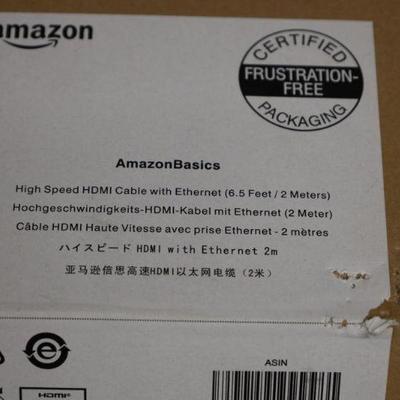 amazon
CERTIFIED
FRUSTRATION-
FREE
PACKAGING
AmazonBasics
High Speed HDMI Cable with Ethernet (6.5 Feet / 2 Meters)
Hochgeschwindigkeits-HDMI-Kabel mit Ethernet (2 Meter)
Câble HDMI Haute Vitesse avec prise Ethernet - 2 mètres
ハイスピード HDMI with Ethernet 2m
亚马逊倍思高速HDMI以太网电缆 (2米)
e
ASIN
HDMI